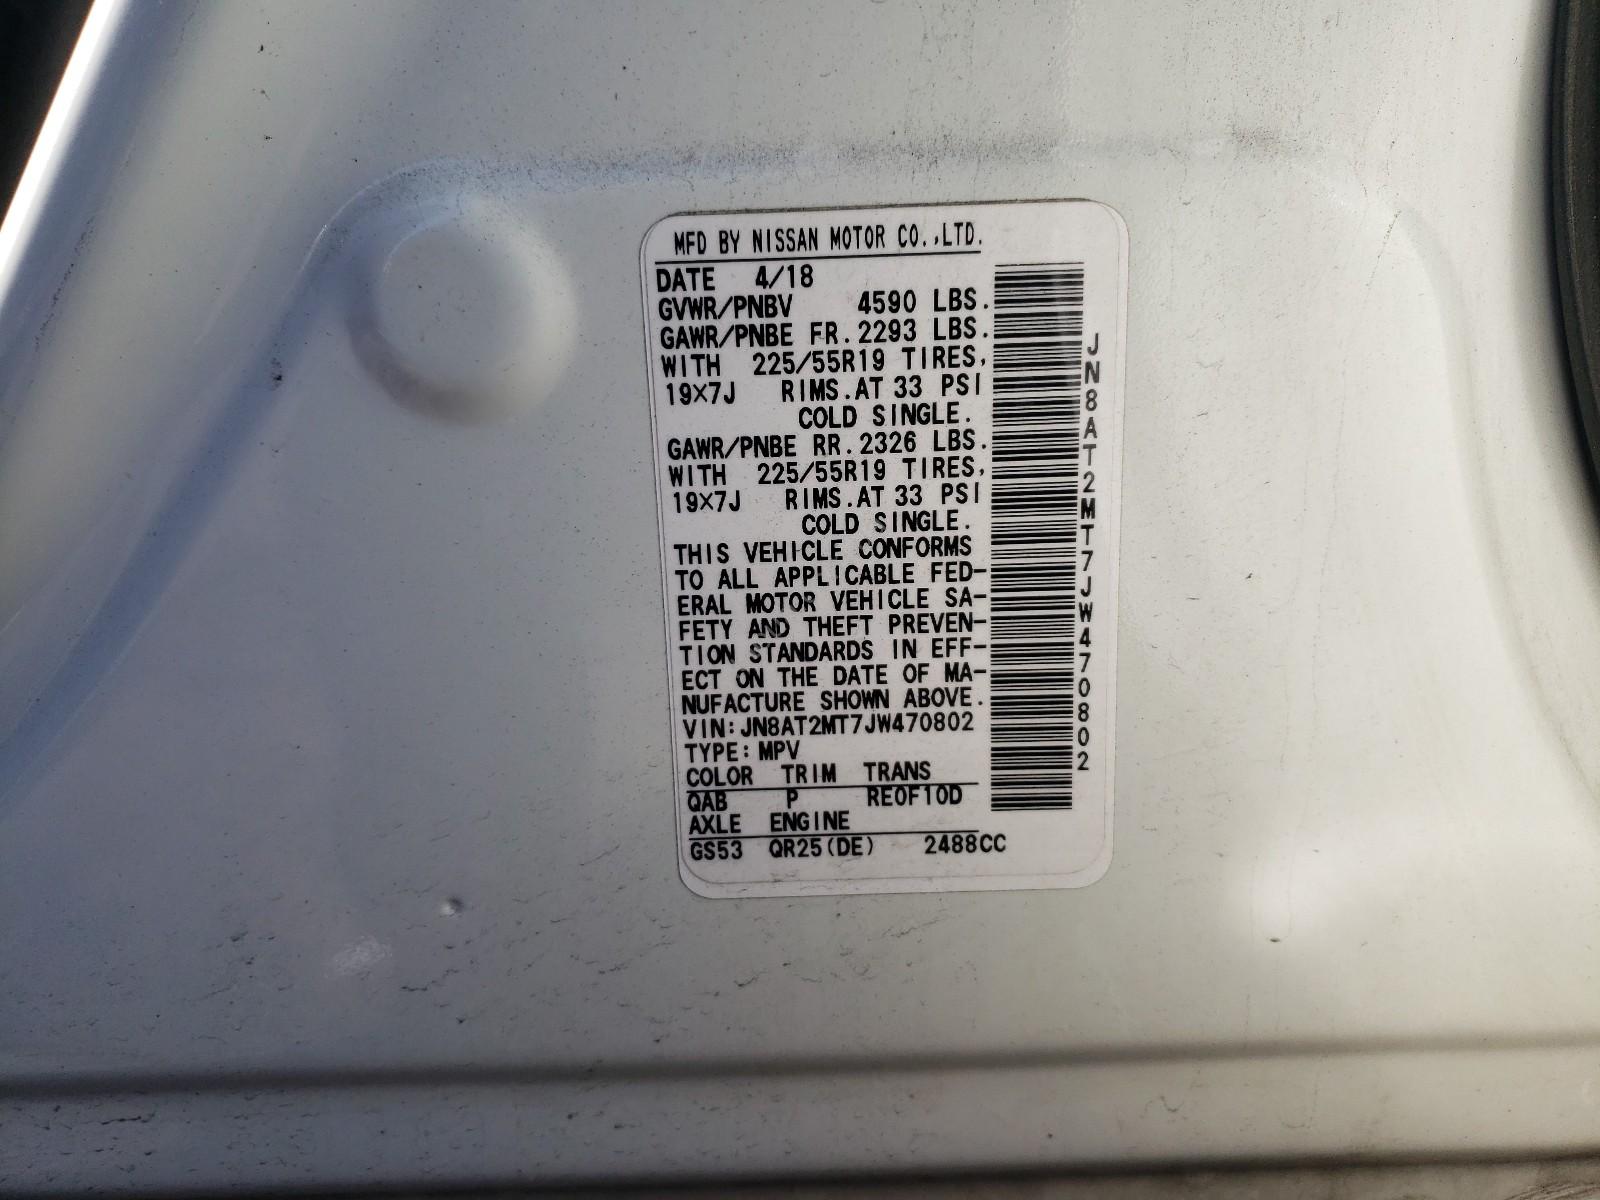 MFD BY NISSAN MOTOR CO.,LTD.
DATE 4/18
GVWR/PNBV 4590 LBS.
GAWR/PNBE FR. 2293 LBS.
WITH 225/55R19 TIRES,
19×7J RIMS. AT 33 PSI
COLD SINGLE.
GAWR/PNBE RR. 2326 LBS.
WITH 225/55R19 TIRES,
19×7J RIMS. AT 33 PSI
COLD SINGLE.
THIS VEHICLE CONFORMS
TO ALL APPLICABLE FED-
ERAL MOTOR VEHICLE SA-
FETY AND THEFT PREVEN-
TION STANDARDS IN EFF-
ECT ON THE DATE OF MA-
NUFACTURE SHOWN ABOVE.
VIN: JN8AT2MT7JW470802
TYPE: MPV
COLOR TRIM TRANS
QAB P RE0F10D
AXLE ENGINE
GS53 QR25(DE) 2488CC
JN8AT2MT7JW470802